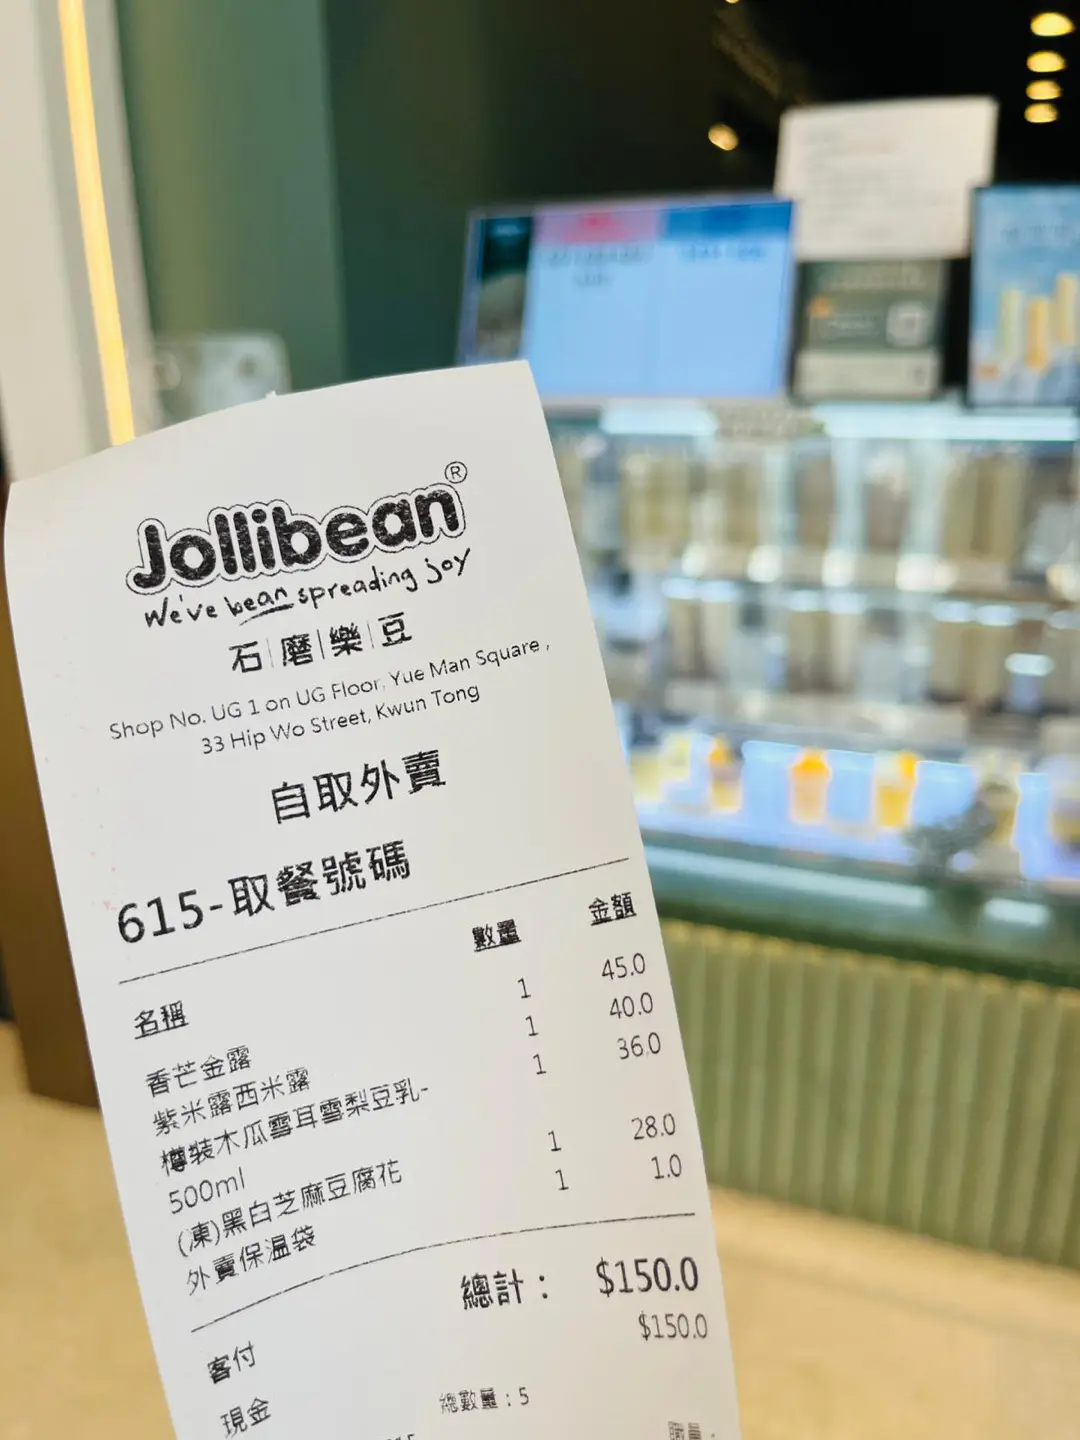 Jollibean®
We've bean spreading joy
石|磨|樂|豆
Shop No. UG 1 on UG Floor, Yue Man Square ,
33 Hip Wo Street, Kwun Tong
自取外賣
615-取餐號碼
名稱 數量 金額
香芒金露 1 45.0
紫米露西米露 1 40.0
樽裝木瓜雪耳雪梨豆乳- 1 36.0
500ml
(凍)黑白芝麻豆腐花 1 28.0
外賣保温袋 1 1.0
總計： $150.0
客付 $150.0
現金
總數量：5
職員：